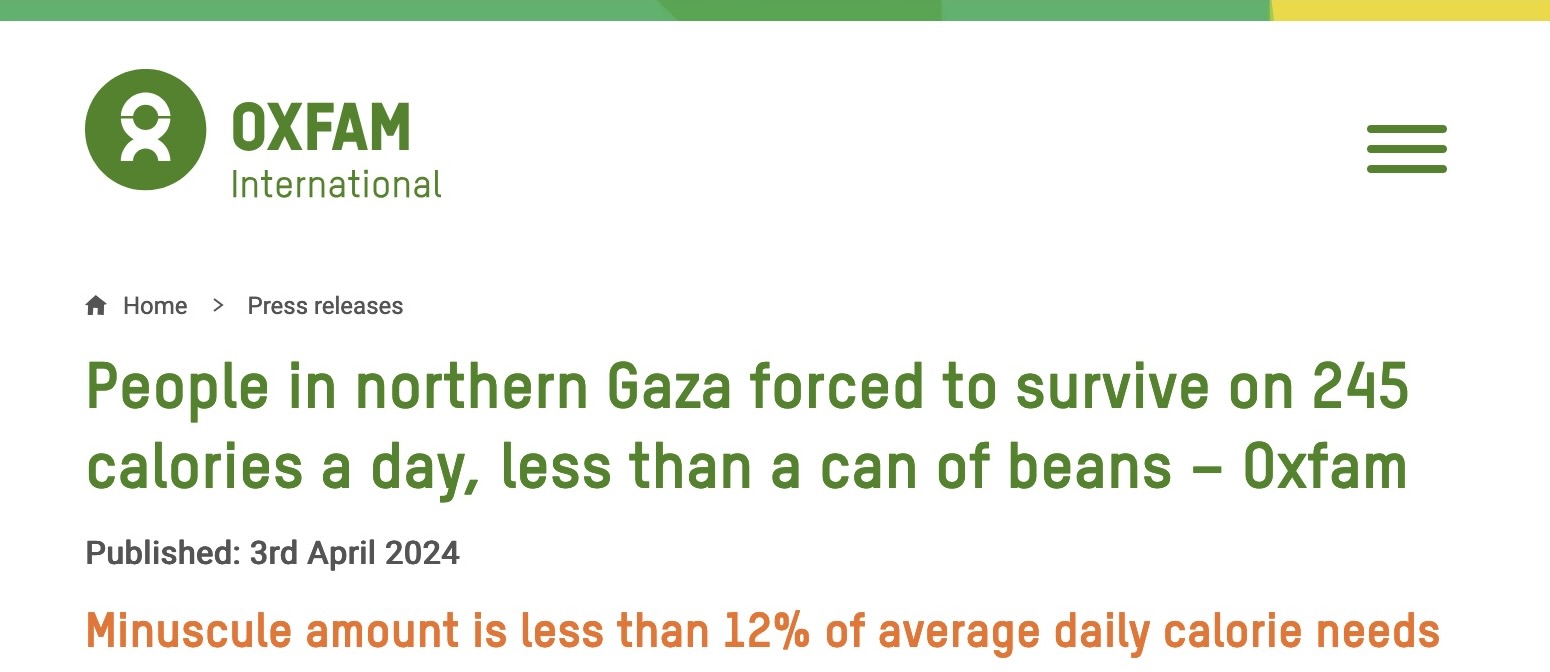 OXFAM
International
Home > Press releases
People in northern Gaza forced to survive on 245
calories a day, less than a can of beans – Oxfam
Published: 3rd April 2024
Minuscule amount is less than 12% of average daily calorie needs